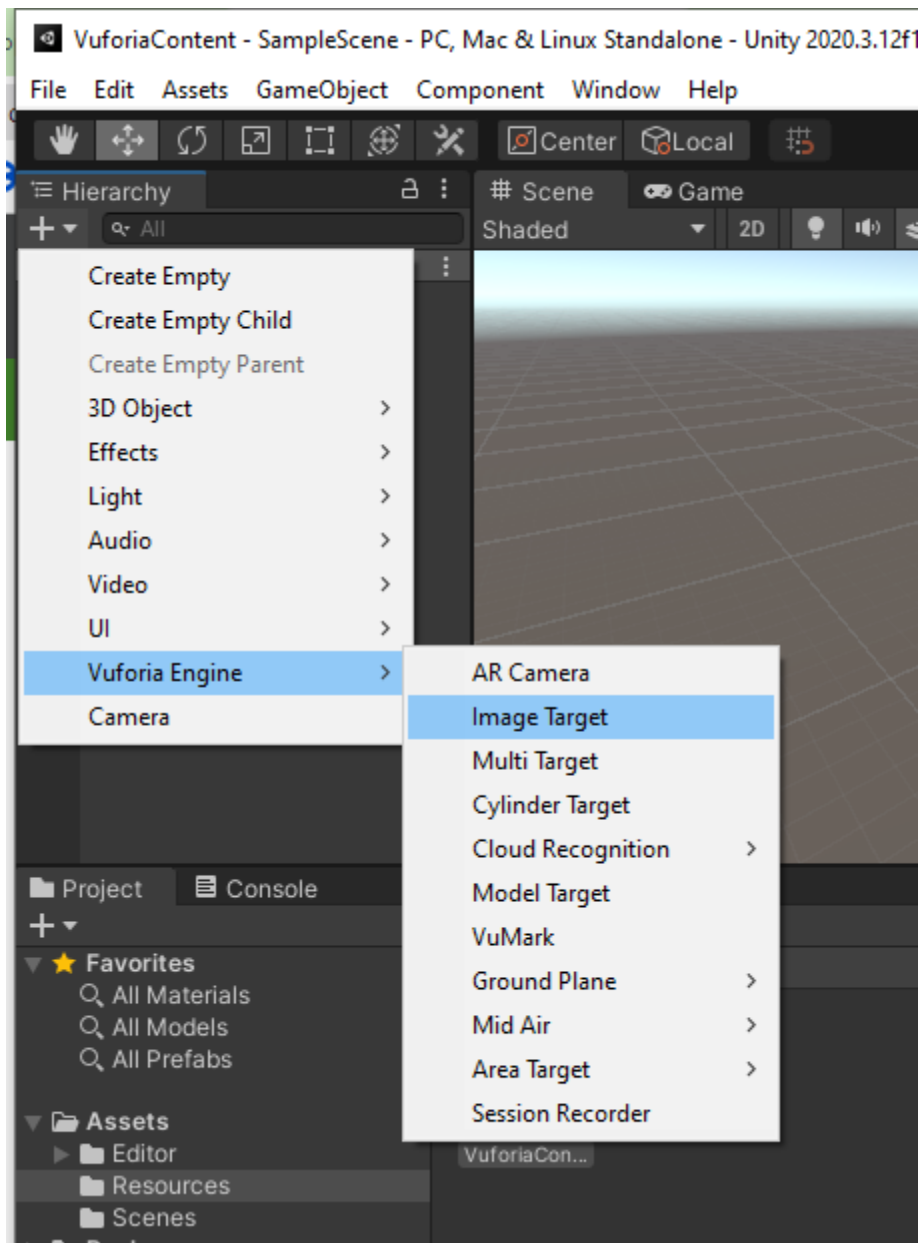 VuforiaContent - SampleScene - PC, Mac & Linux Standalone - Unity 2020.3.12f1
File Edit Assets GameObject Component Window Help
Center Local
Hierarchy
All
Create Empty
Create Empty Child
Create Empty Parent
3D Object
Effects
Light
Audio
Video
UI
Vuforia Engine
Camera
# Scene Game
Shaded 2D
AR Camera
Image Target
Multi Target
Cylinder Target
Cloud Recognition
Model Target
VuMark
Ground Plane
Mid Air
Area Target
Session Recorder
Project Console
Favorites
All Materials
All Models
All Prefabs
Assets
Editor
Resources
Scenes
VuforiaCon...